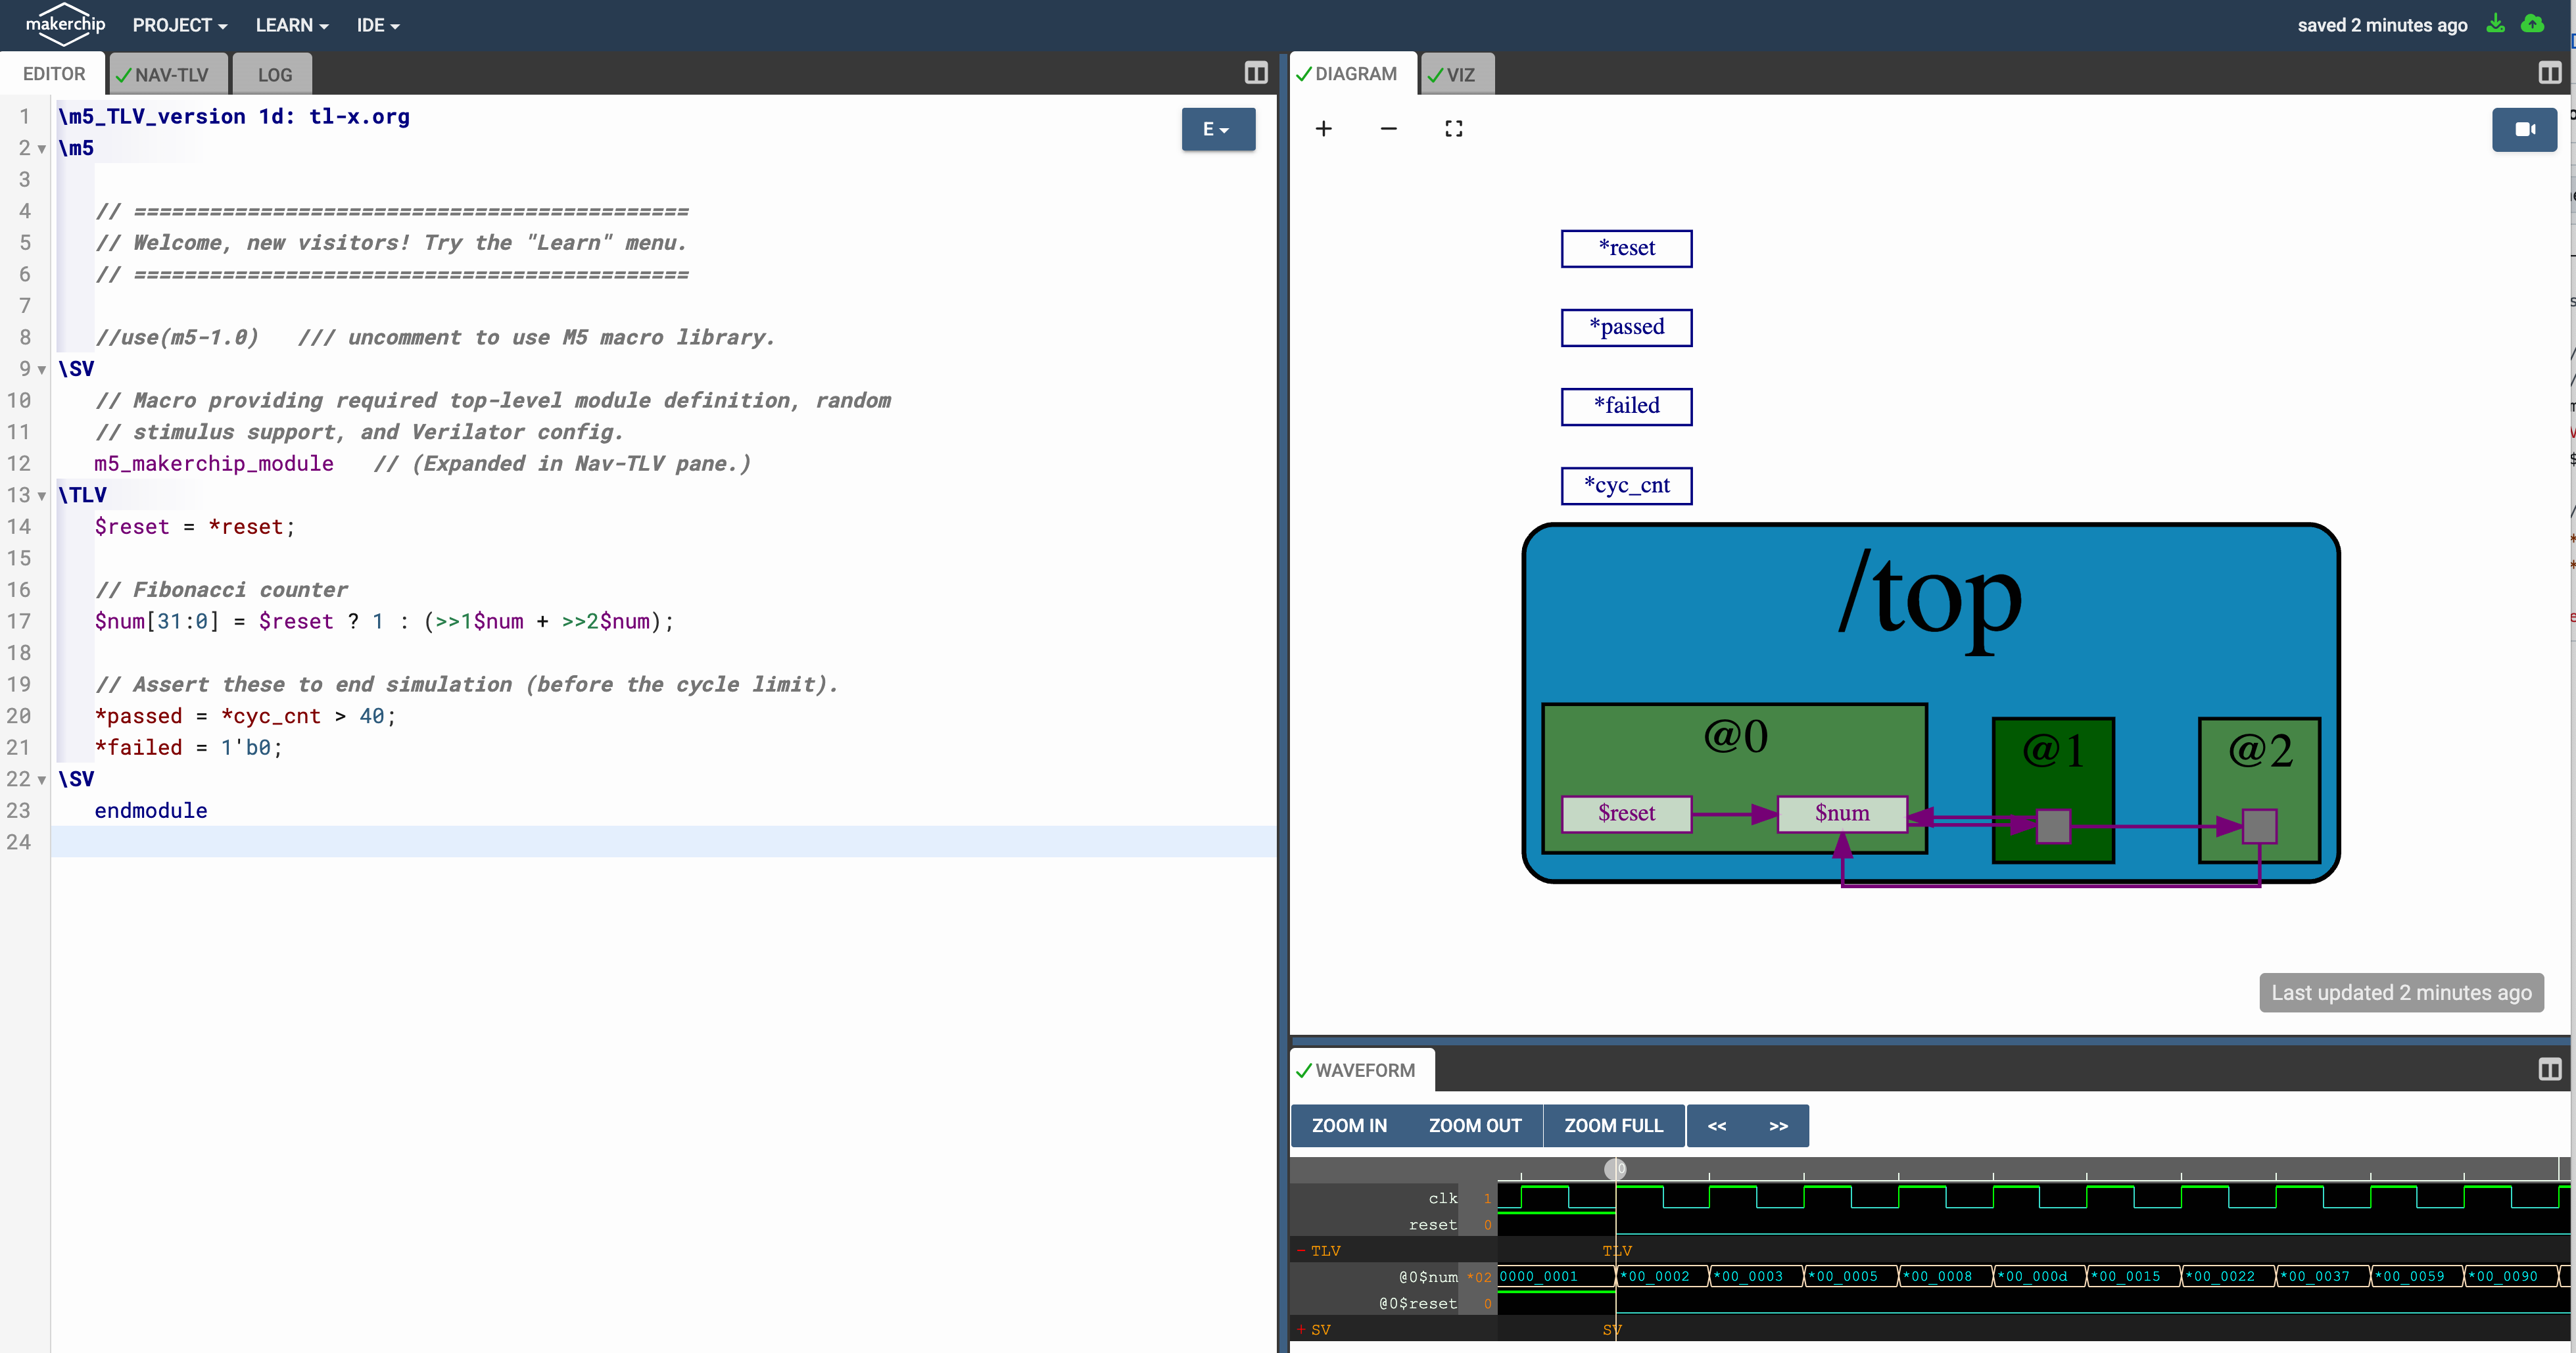 makerchip PROJECT LEARN IDE saved 2 minutes ago
EDITOR NAV-TLV LOG
1 \m5_TLV_version 1d: tl-x.org
2 \m5
3
4 // ============================================
5 // Welcome, new visitors! Try the "Learn" menu.
6 // ============================================
7
8 //use(m5-1.0)   /// uncomment to use M5 macro library.
9 \SV
10 // Macro providing required top-level module definition, random
11 // stimulus support, and Verilator config.
12 m5_makerchip_module   // (Expanded in Nav-TLV pane.)
13 \TLV
14 $reset = *reset;
15
16 // Fibonacci counter
17 $num[31:0] = $reset ? 1 : (>>1$num + >>2$num);
18
19 // Assert these to end simulation (before the cycle limit).
20 *passed = *cyc_cnt > 40;
21 *failed = 1'b0;
22 \SV
23 endmodule
24
E
DIAGRAM VIZ
+ −
*reset
*passed
*failed
*cyc_cnt
/top
@0 @1 @2
$reset $num
Last updated 2 minutes ago
WAVEFORM
ZOOM IN ZOOM OUT ZOOM FULL << >>
0
clk 1
reset 0
- TLV TLV
@0$num *02 0000_0001 *00_0002 *00_0003 *00_0005 *00_0008 *00_000d *00_0015 *00_0022 *00_0037 *00_0059 *00_0090
@0$reset 0
+ SV SV